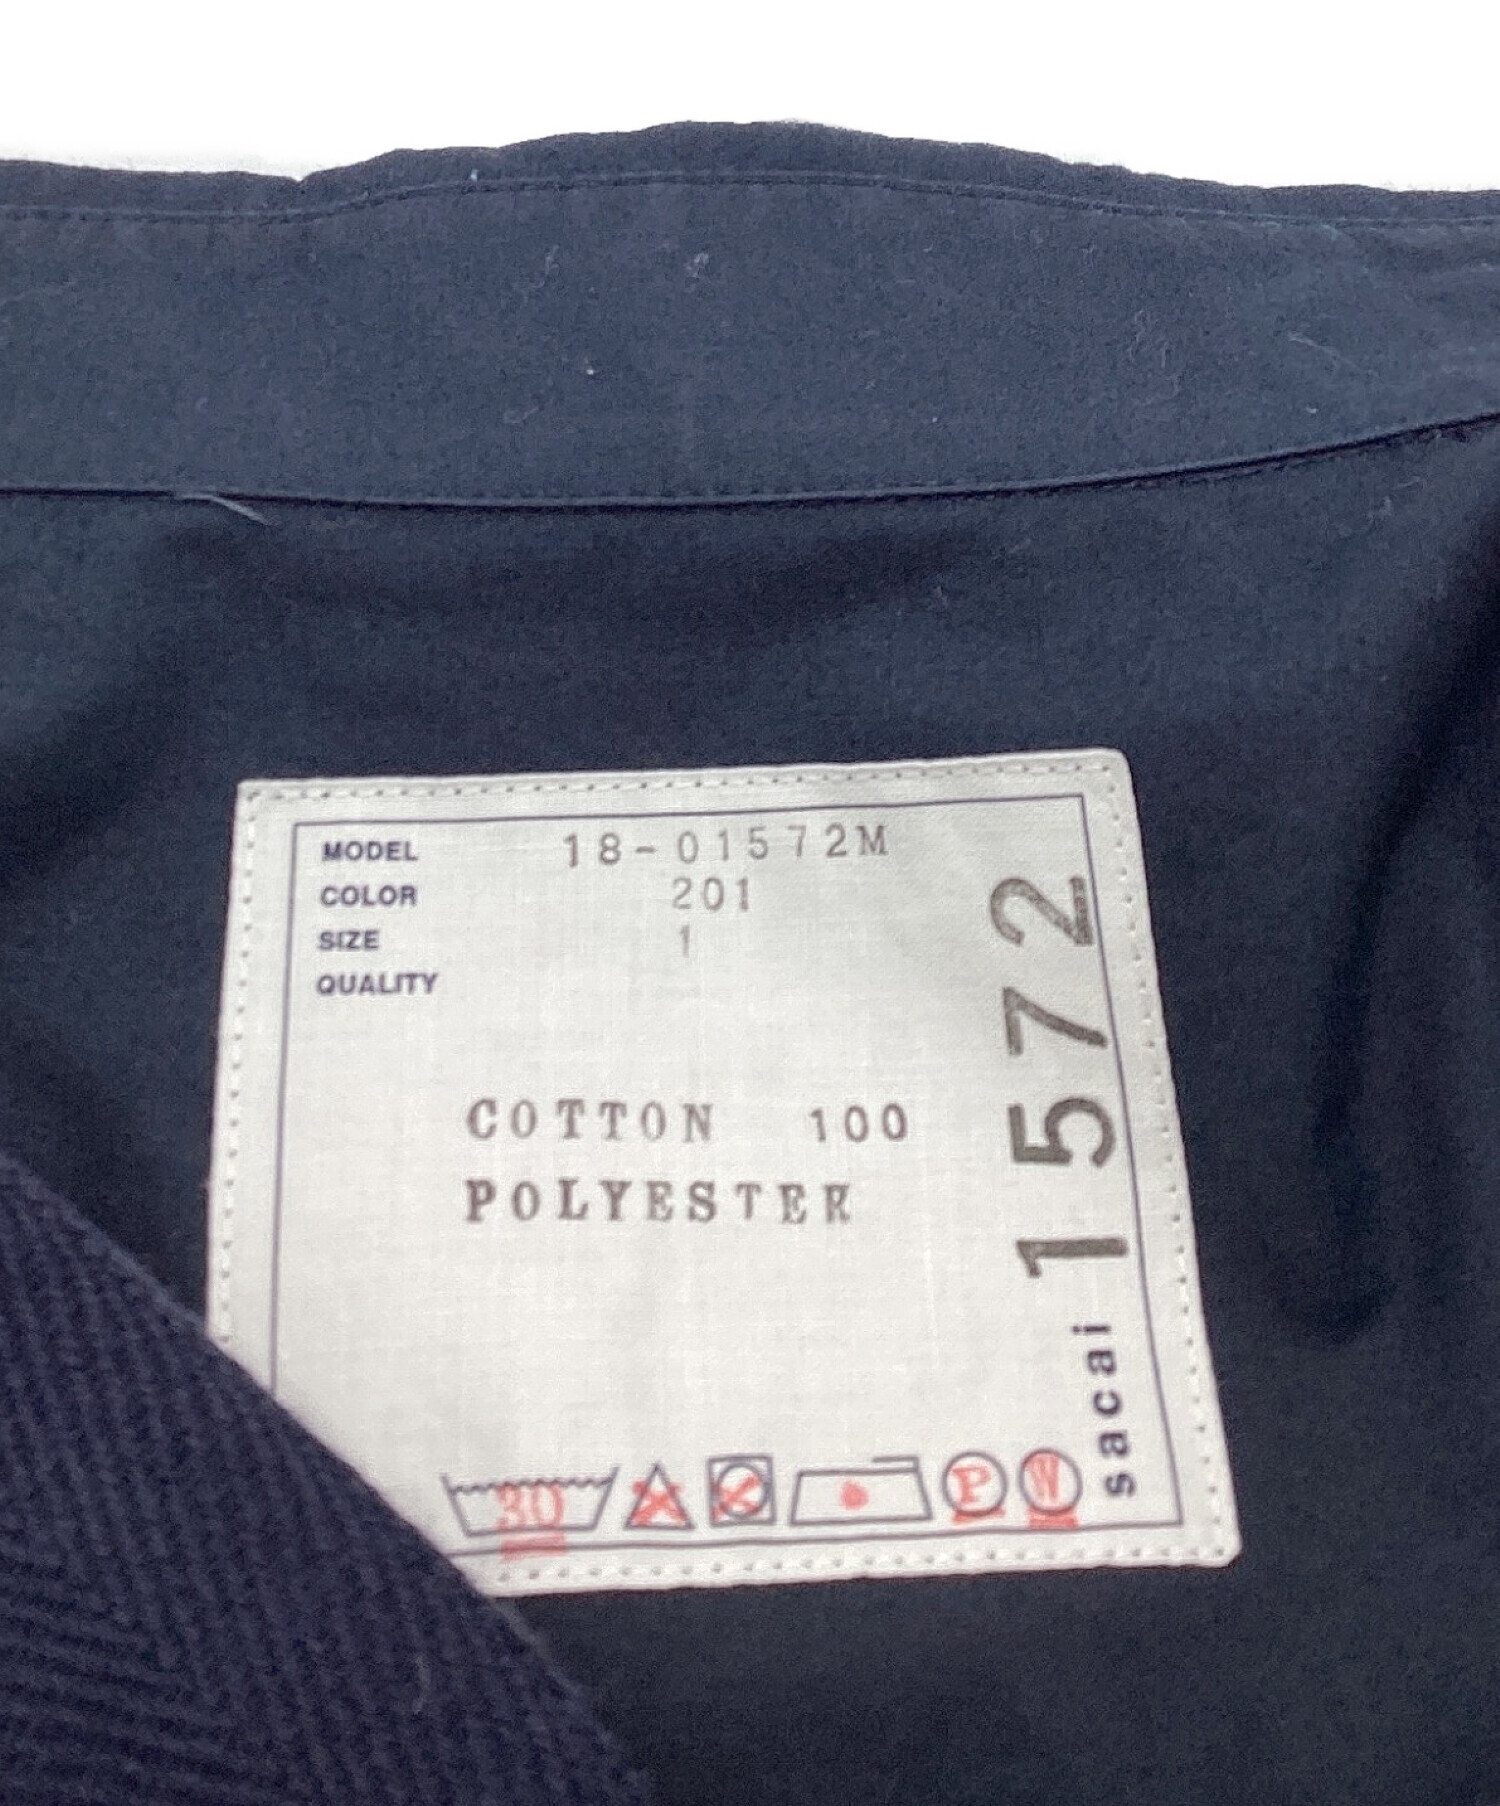 MODEL 18-01572M
COLOR 201
SIZE 1
QUALITY
COTTON 100
POLYESTER
30
P
W
sacai 1572